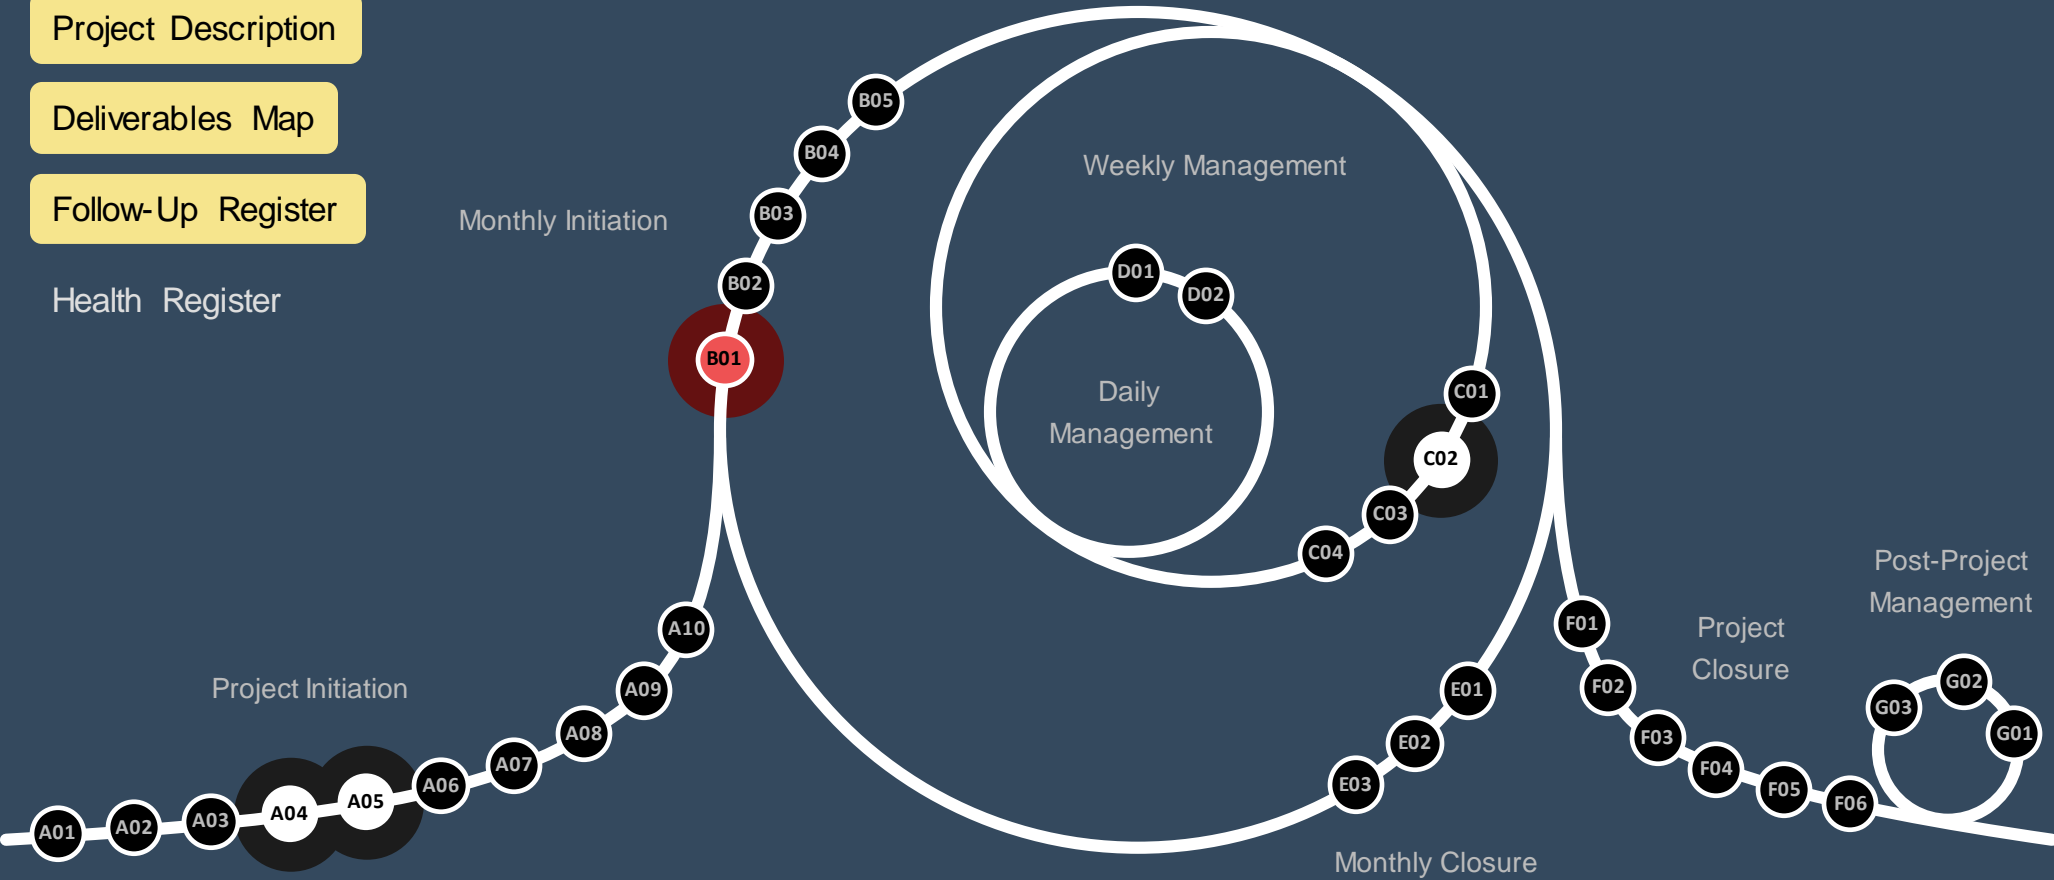 Project Description
Deliverables Map
Follow-Up Register
Health Register
Monthly Initiation
B05
B04
B03
B02
B01
Weekly Management
D01
D02
Daily
Management
C01
C02
C03
C04
Project Initiation
A01
A02
A03
A04
A05
A06
A07
A08
A09
A10
E01
E02
E03
Monthly Closure
F01
F02
F03
F04
F05
F06
Project
Closure
Post-Project
Management
G03
G02
G01